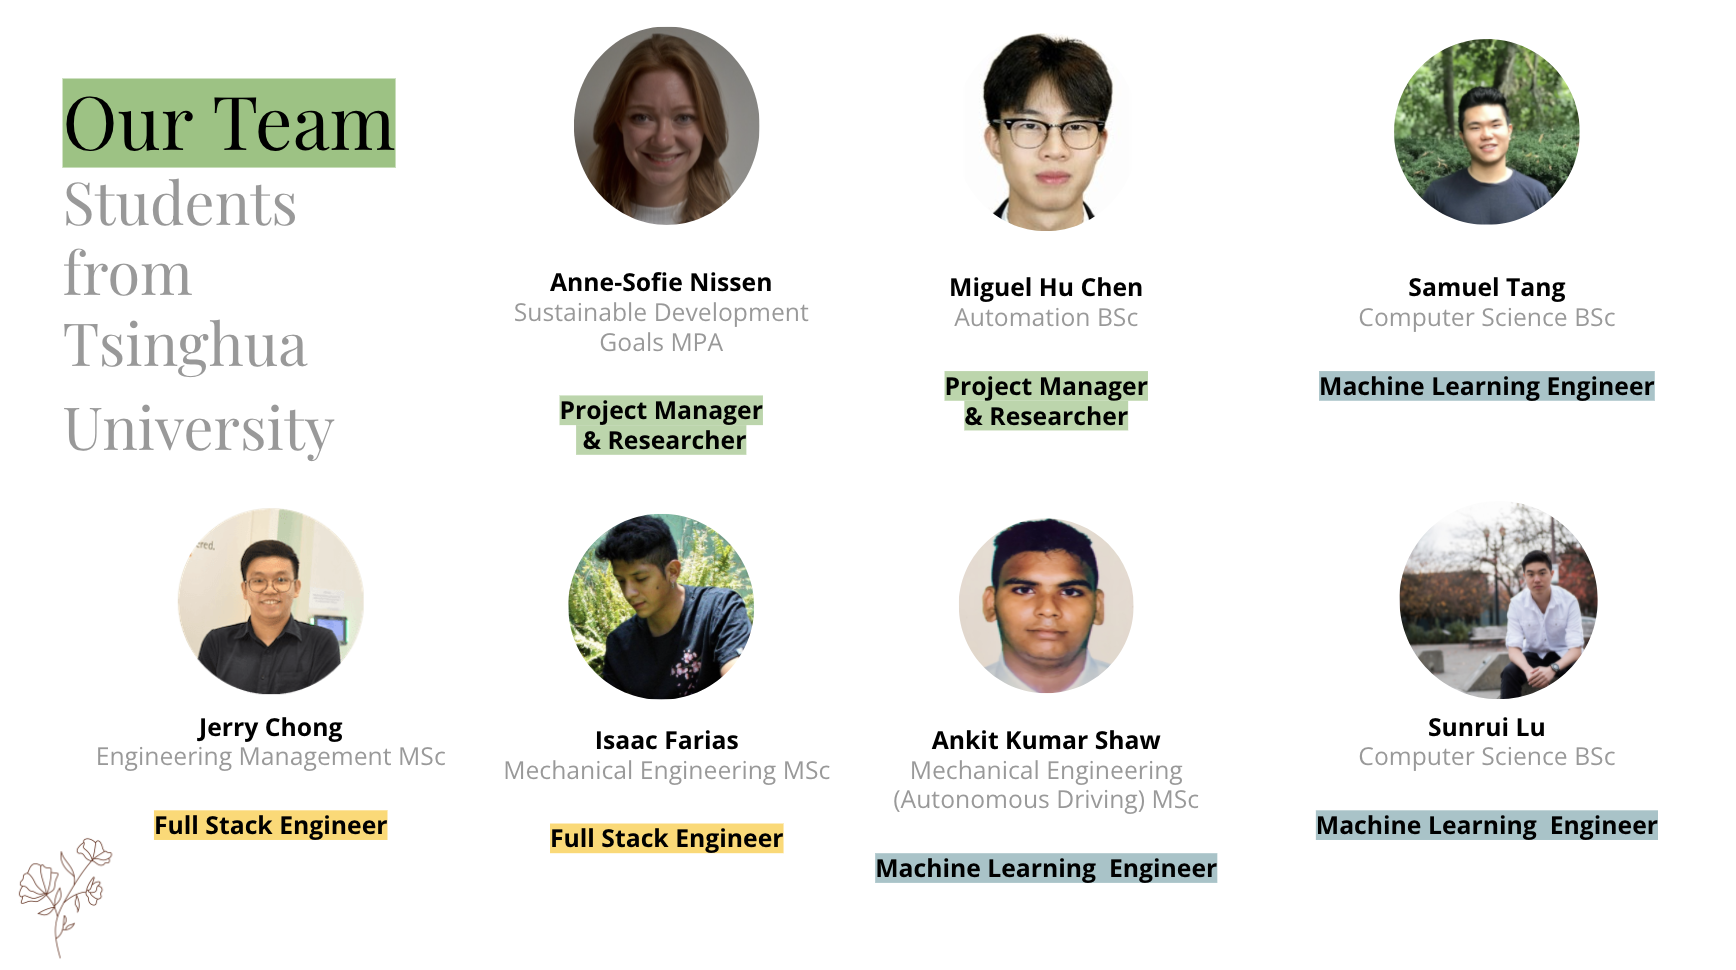 Our Team
Students
from
Tsinghua
University
Anne-Sofie Nissen
Sustainable Development
Goals MPA
Project Manager
& Researcher
Miguel Hu Chen
Automation BSc
Project Manager
& Researcher
Samuel Tang
Computer Science BSc
Machine Learning Engineer
ered.
Jerry Chong
Engineering Management MSc
Full Stack Engineer
Isaac Farias
Mechanical Engineering MSc
Full Stack Engineer
Ankit Kumar Shaw
Mechanical Engineering
(Autonomous Driving) MSc
Machine Learning  Engineer
Sunrui Lu
Computer Science BSc
Machine Learning  Engineer